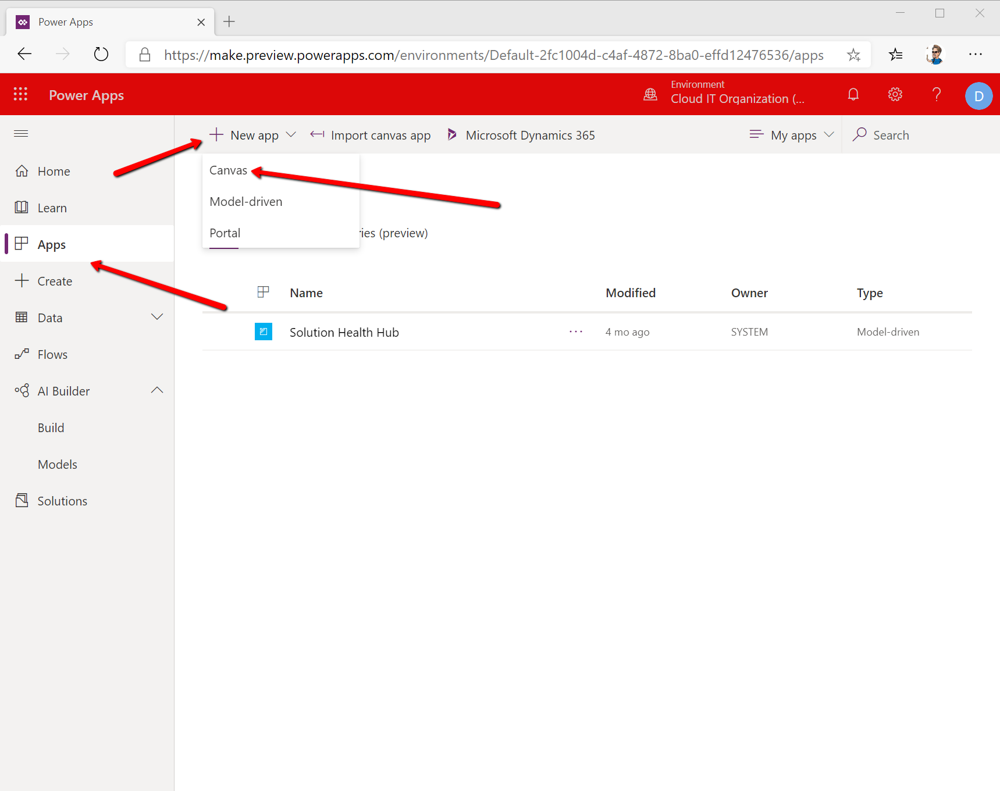 Power Apps
https://make.preview.powerapps.com/environments/Default-2fc1004d-c4af-4872-8ba0-effd12476536/apps
Power Apps
Environment
Cloud IT Organization (...
D
New app
Import canvas app
Microsoft Dynamics 365
My apps
Search
Home
Learn
Apps
Create
Data
Flows
AI Builder
Build
Models
Solutions
Canvas
Model-driven
Portal
ries (preview)
Name Modified Owner Type
Solution Health Hub ... 4 mo ago SYSTEM Model-driven